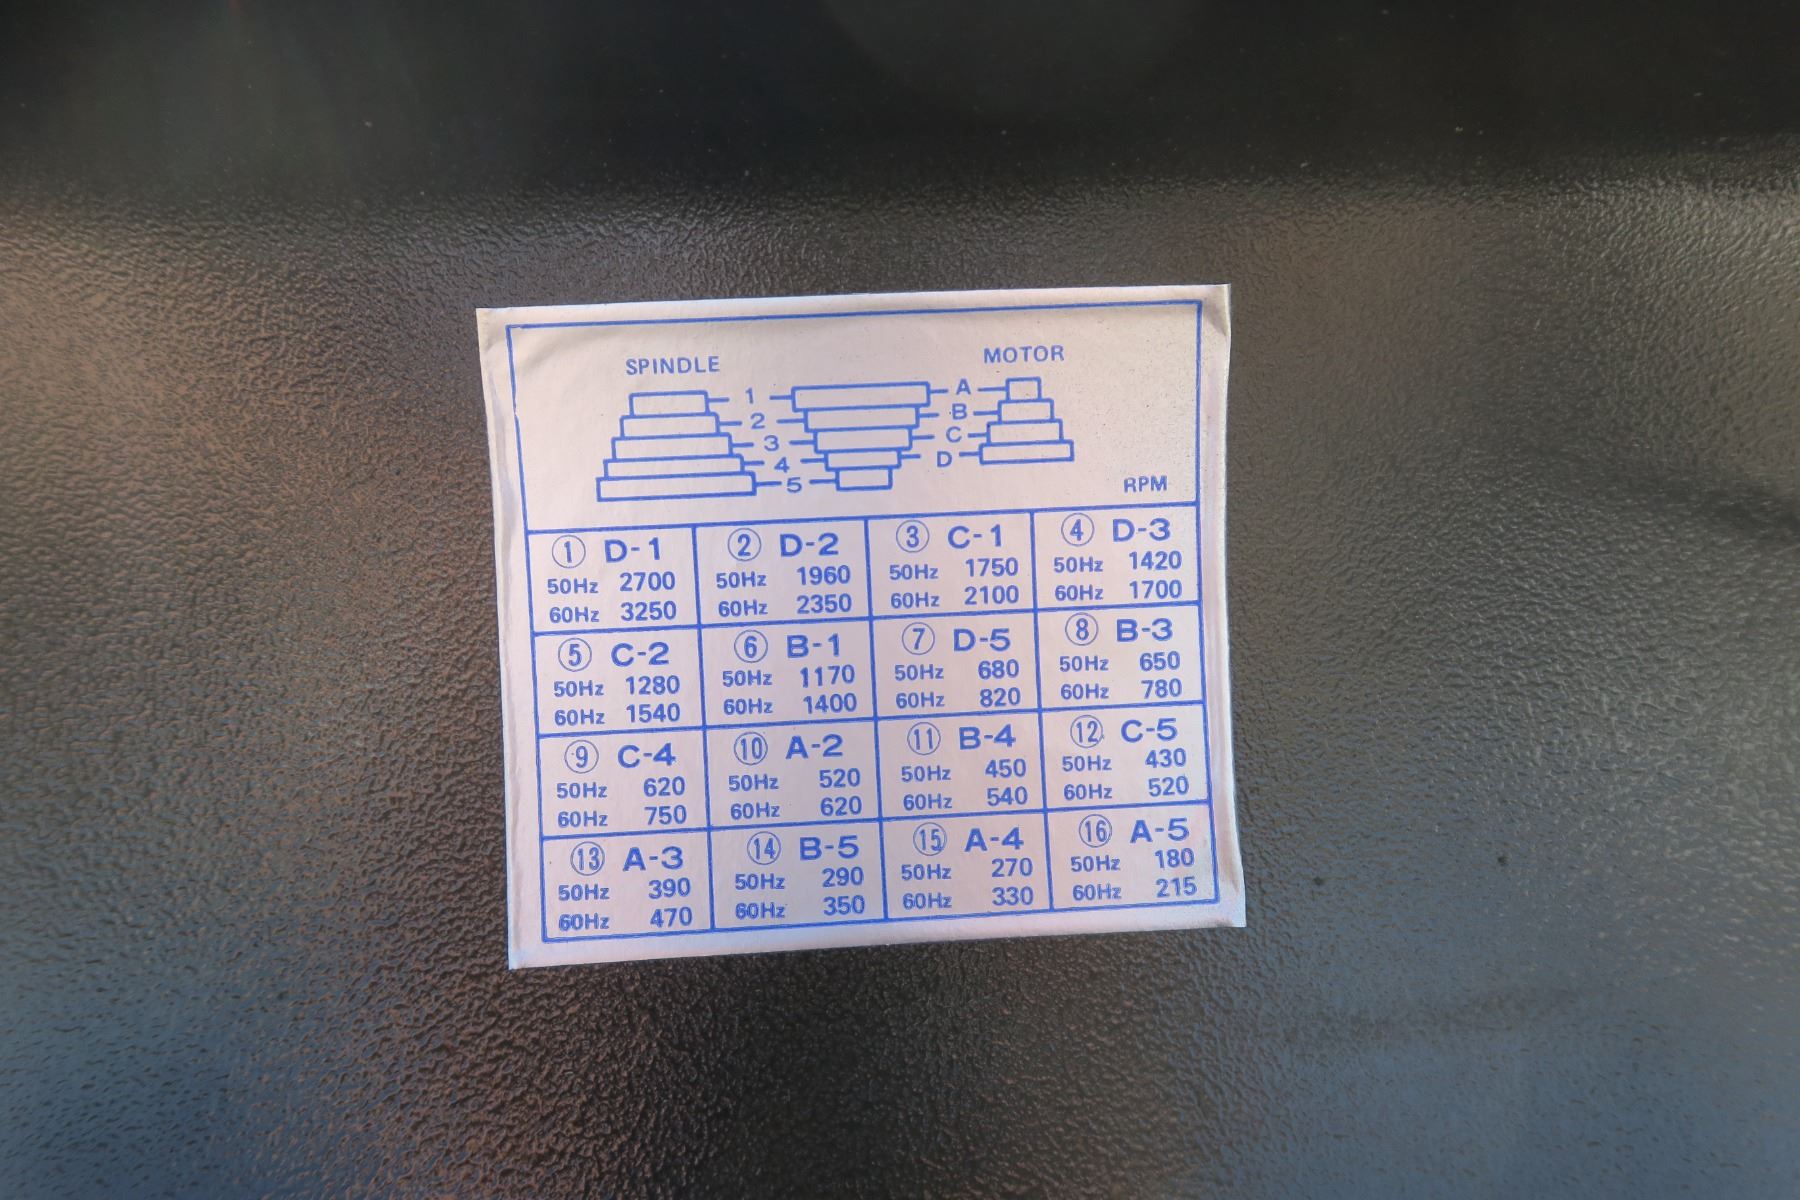 SPINDLE MOTOR
1 A
2 B
3 C
4 D
5
RPM
① D-1
50Hz 2700
60Hz 3250
② D-2
50Hz 1960
60Hz 2350
③ C-1
50Hz 1750
60Hz 2100
④ D-3
50Hz 1420
60Hz 1700
⑤ C-2
50Hz 1280
60Hz 1540
⑥ B-1
50Hz 1170
60Hz 1400
⑦ D-5
50Hz 680
60Hz 820
⑧ B-3
50Hz 650
60Hz 780
⑨ C-4
50Hz 620
60Hz 750
⑩ A-2
50Hz 520
60Hz 620
⑪ B-4
50Hz 450
60Hz 540
⑫ C-5
50Hz 430
60Hz 520
⑬ A-3
50Hz 390
60Hz 470
⑭ B-5
50Hz 290
60Hz 350
⑮ A-4
50Hz 270
60Hz 330
⑯ A-5
50Hz 180
60Hz 215